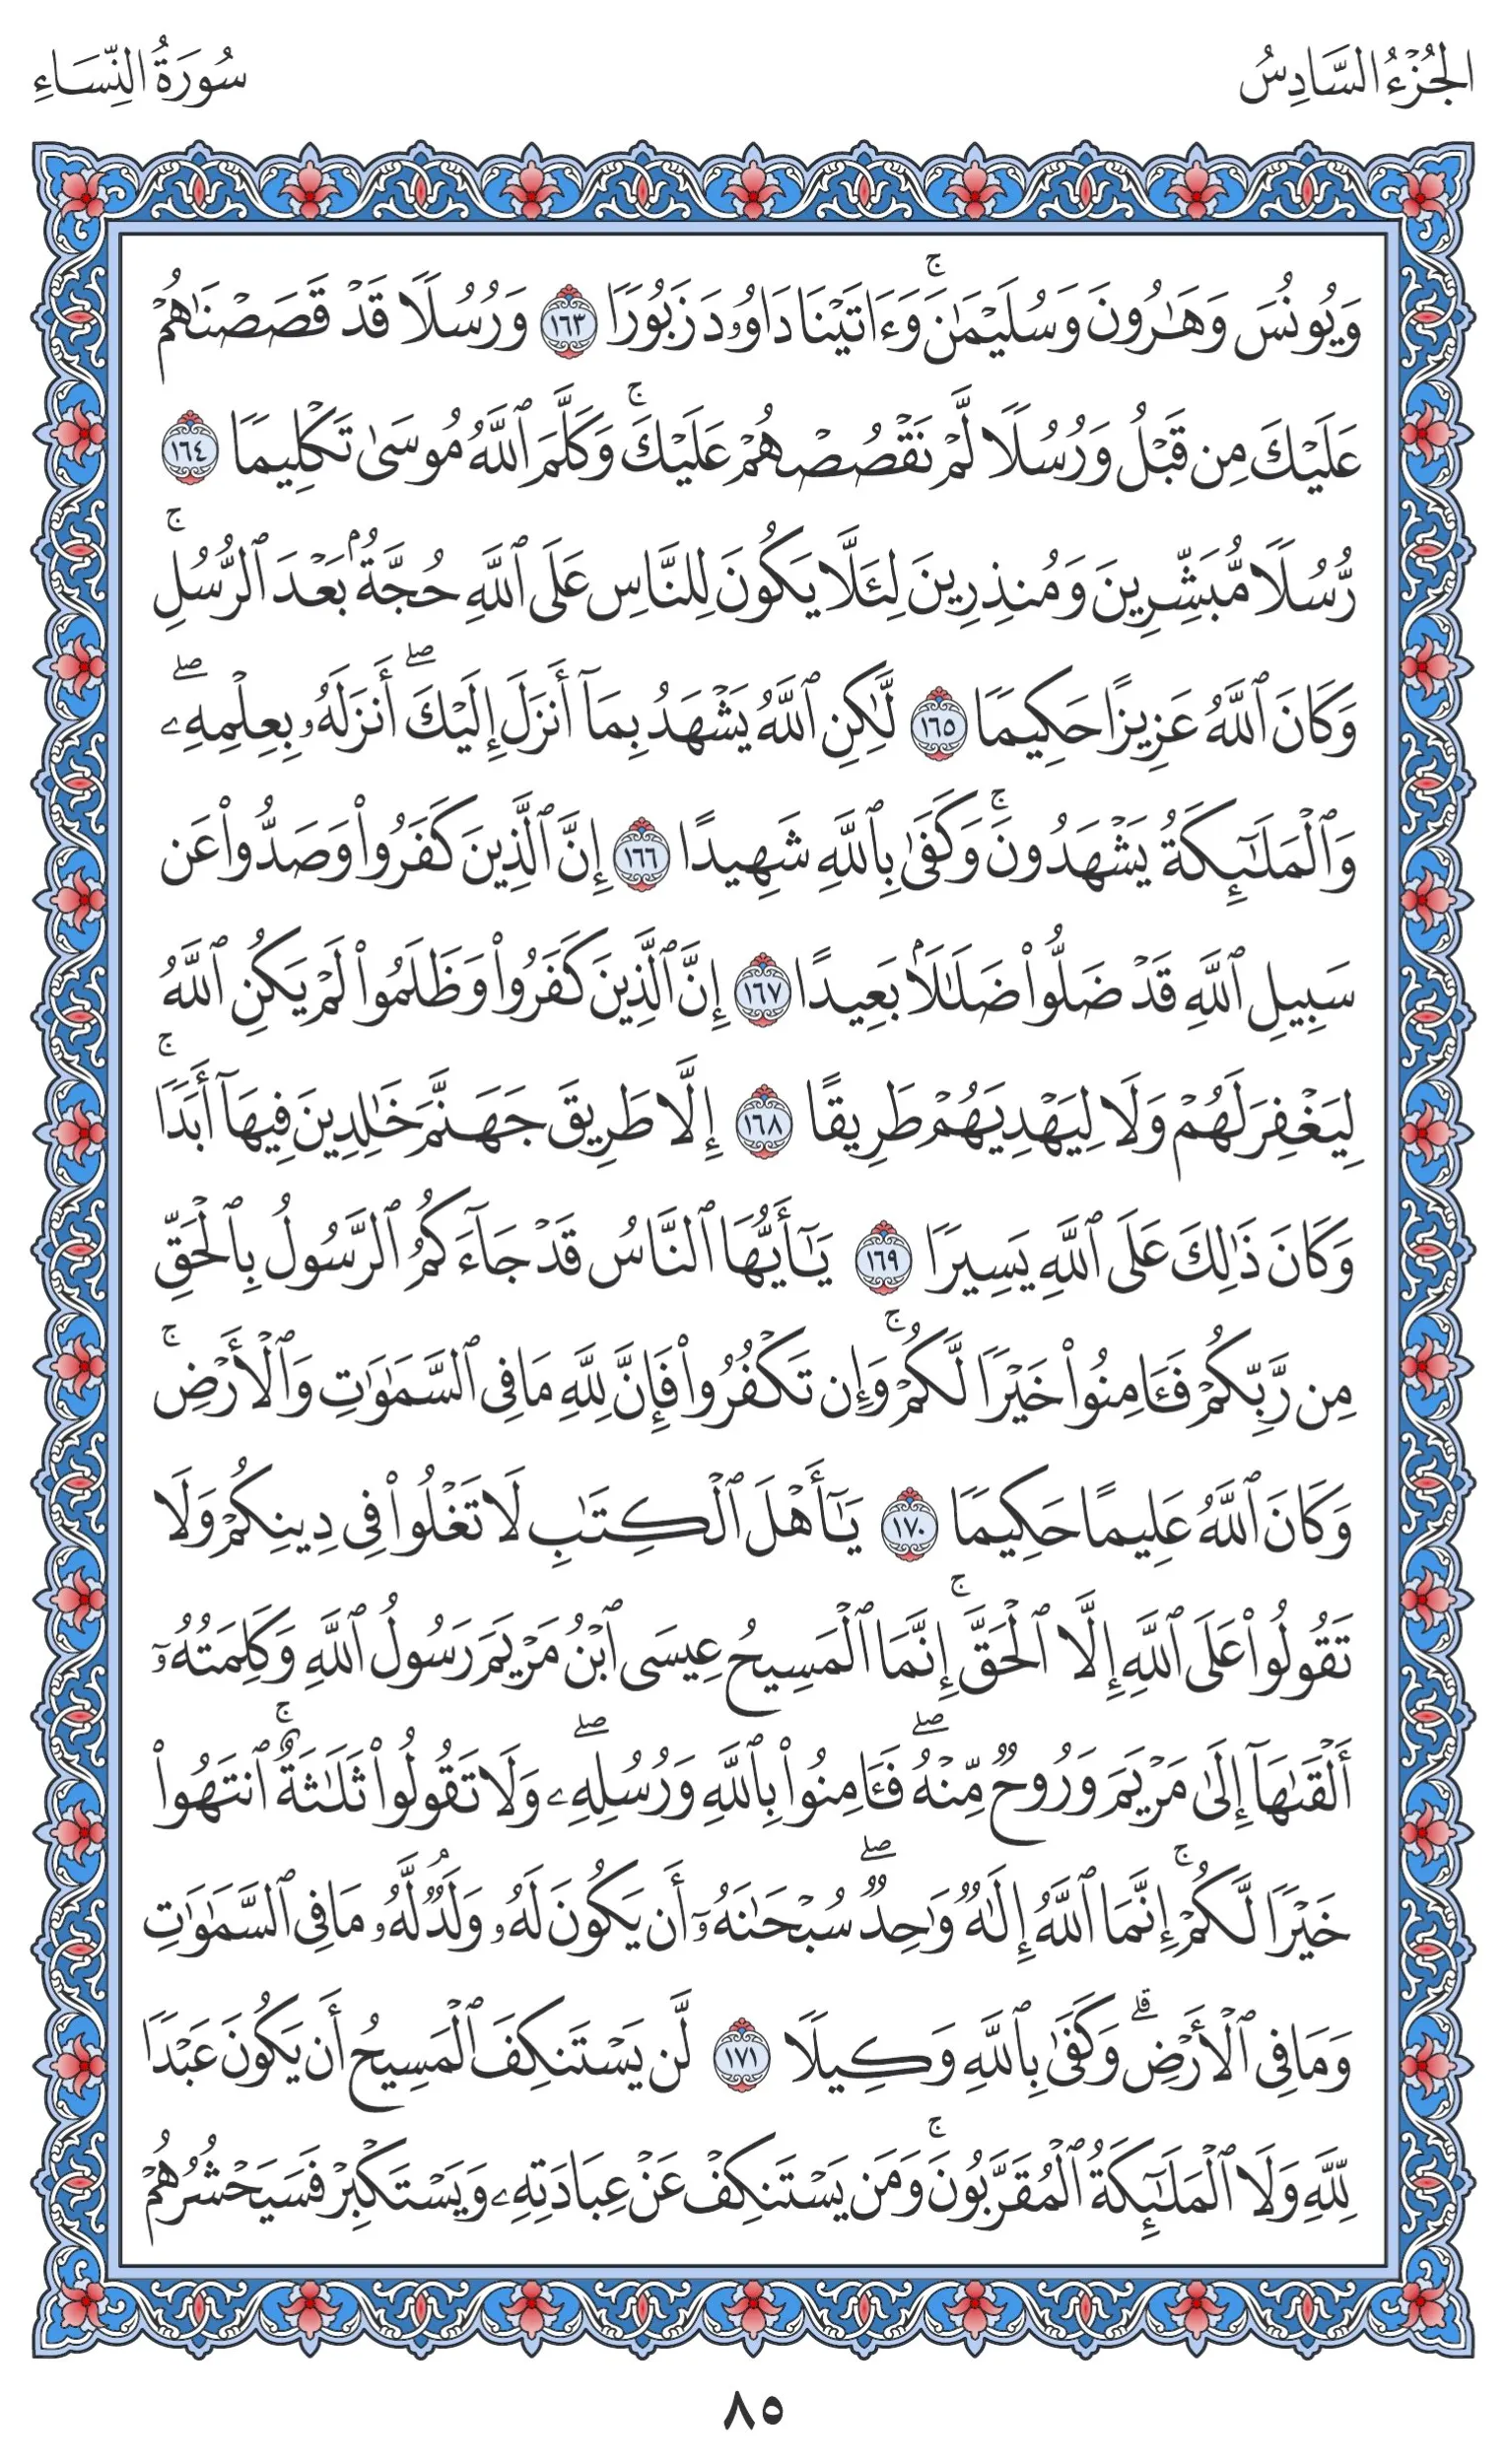 الجُزْءُ السَّادِسُ
سُورَةُ النِّسَاءِ
وَيُونُسَ وَهَٰرُونَ وَسُلَيْمَٰنَۚ وَءَاتَيْنَا دَاوُۥدَ زَبُورًا ١٦٣ وَرُسُلًا قَدْ قَصَصْنَٰهُمْ
عَلَيْكَ مِن قَبْلُ وَرُسُلًا لَّمْ نَقْصُصْهُمْ عَلَيْكَۚ وَكَلَّمَ ٱللَّهُ مُوسَىٰ تَكْلِيمًا ١٦٤
رُّسُلًا مُّبَشِّرِينَ وَمُنذِرِينَ لِئَلَّا يَكُونَ لِلنَّاسِ عَلَى ٱللَّهِ حُجَّةُۢ بَعْدَ ٱلرُّسُلِۚ
وَكَانَ ٱللَّهُ عَزِيزًا حَكِيمًا ١٦٥ لَّٰكِنِ ٱللَّهُ يَشْهَدُ بِمَآ أَنزَلَ إِلَيْكَۖ أَنزَلَهُۥ بِعِلْمِهِۦۖ
وَٱلْمَلَٰٓئِكَةُ يَشْهَدُونَۚ وَكَفَىٰ بِٱللَّهِ شَهِيدًا ١٦٦ إِنَّ ٱلَّذِينَ كَفَرُوا۟ وَصَدُّوا۟ عَن
سَبِيلِ ٱللَّهِ قَدْ ضَلُّوا۟ ضَلَٰلًۢا بَعِيدًا ١٦٧ إِنَّ ٱلَّذِينَ كَفَرُوا۟ وَظَلَمُوا۟ لَمْ يَكُنِ ٱللَّهُ
لِيَغْفِرَ لَهُمْ وَلَا لِيَهْدِيَهُمْ طَرِيقًا ١٦٨ إِلَّا طَرِيقَ جَهَنَّمَ خَٰلِدِينَ فِيهَآ أَبَدًاۚ
وَكَانَ ذَٰلِكَ عَلَى ٱللَّهِ يَسِيرًا ١٦٩ يَٰٓأَيُّهَا ٱلنَّاسُ قَدْ جَآءَكُمُ ٱلرَّسُولُ بِٱلْحَقِّ
مِن رَّبِّكُمْ فَـَٔامِنُوا۟ خَيْرًا لَّكُمْۚ وَإِن تَكْفُرُوا۟ فَإِنَّ لِلَّهِ مَا فِى ٱلسَّمَٰوَٰتِ وَٱلْأَرْضِۚ
وَكَانَ ٱللَّهُ عَلِيمًا حَكِيمًا ١٧٠ يَٰٓأَهْلَ ٱلْكِتَٰبِ لَا تَغْلُوا۟ فِى دِينِكُمْ وَلَا
تَقُولُوا۟ عَلَى ٱللَّهِ إِلَّا ٱلْحَقَّۚ إِنَّمَا ٱلْمَسِيحُ عِيسَى ٱبْنُ مَرْيَمَ رَسُولُ ٱللَّهِ وَكَلِمَتُهُۥٓ
أَلْقَىٰهَآ إِلَىٰ مَرْيَمَ وَرُوحٌ مِّنْهُۖ فَـَٔامِنُوا۟ بِٱللَّهِ وَرُسُلِهِۦۖ وَلَا تَقُولُوا۟ ثَلَٰثَةٌۚ ٱنتَهُوا۟
خَيْرًا لَّكُمْۚ إِنَّمَا ٱللَّهُ إِلَٰهٌ وَٰحِدٌۖ سُبْحَٰنَهُۥٓ أَن يَكُونَ لَهُۥ وَلَدٌۘ لَّهُۥ مَا فِى ٱلسَّمَٰوَٰتِ
وَمَا فِى ٱلْأَرْضِۗ وَكَفَىٰ بِٱللَّهِ وَكِيلًا ١٧١ لَّن يَسْتَنكِفَ ٱلْمَسِيحُ أَن يَكُونَ عَبْدًا
لِّلَّهِ وَلَا ٱلْمَلَٰٓئِكَةُ ٱلْمُقَرَّبُونَۚ وَمَن يَسْتَنكِفْ عَنْ عِبَادَتِهِۦ وَيَسْتَكْبِرْ فَسَيَحْشُرُهُمْ
٨٥